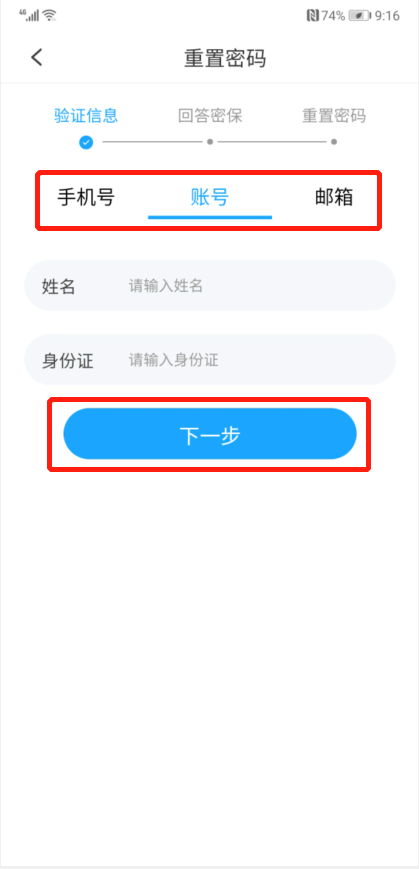 4G 74% 9:16
重置密码
验证信息 回答密保 重置密码
手机号 账号 邮箱
姓名 请输入姓名
身份证 请输入身份证
下一步